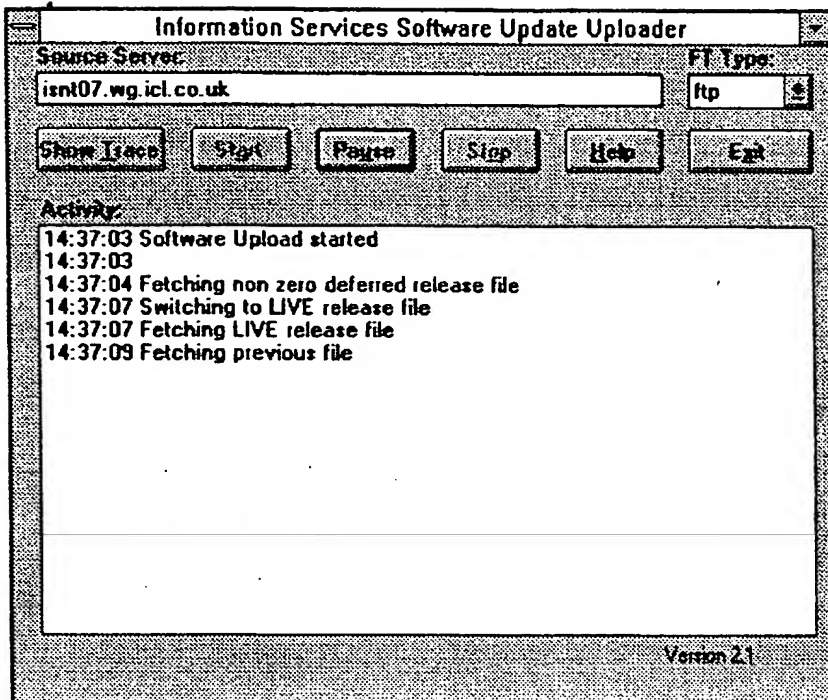 Information Services Software Update Uploader
Source Server: FT Type:
isnt07.wg.icl.co.uk ftp
Show Trace Start Pause Stop Help Exit
Activity:
14:37:03 Software Upload started
14:37:03
14:37:04 Fetching non zero deferred release file
14:37:07 Switching to LIVE release file
14:37:07 Fetching LIVE release file
14:37:09 Fetching previous file
Version 2.1